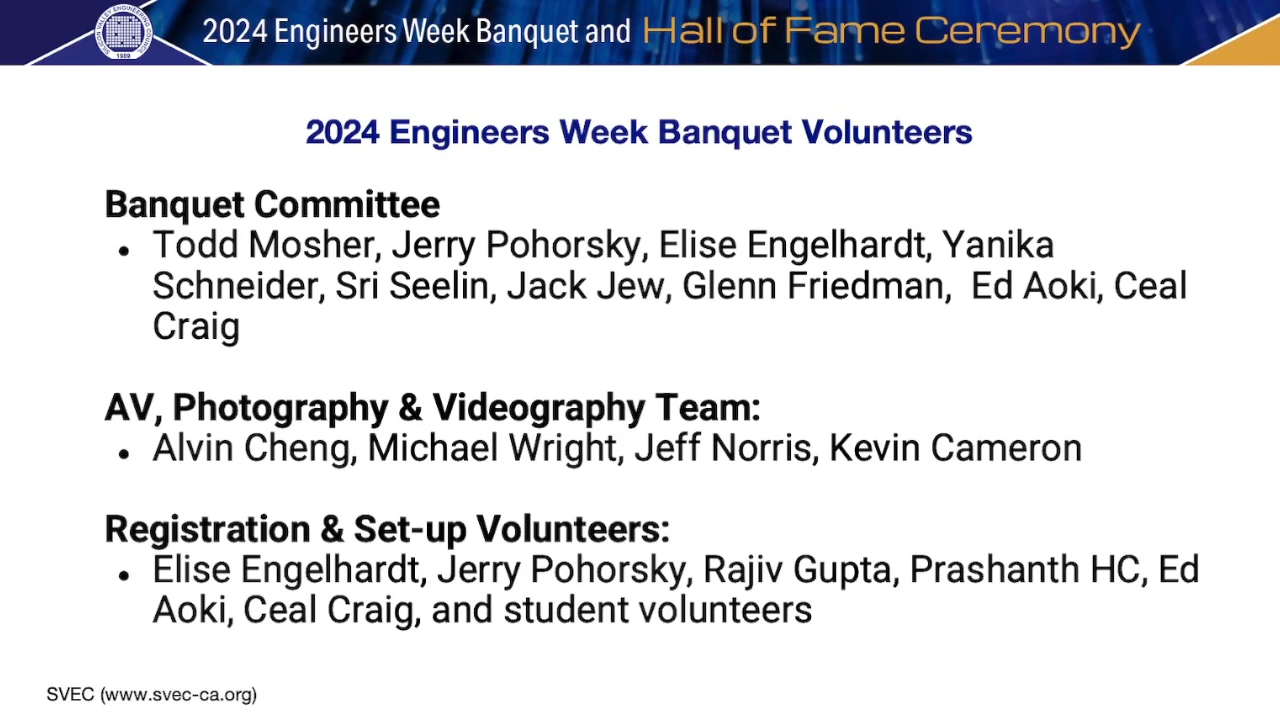 2024 Engineers Week Banquet and Hall of Fame Ceremony
1989
2024 Engineers Week Banquet Volunteers
Banquet Committee
• Todd Mosher, Jerry Pohorsky, Elise Engelhardt, Yanika
Schneider, Sri Seelin, Jack Jew, Glenn Friedman,  Ed Aoki, Ceal
Craig
AV, Photography & Videography Team:
• Alvin Cheng, Michael Wright, Jeff Norris, Kevin Cameron
Registration & Set-up Volunteers:
• Elise Engelhardt, Jerry Pohorsky, Rajiv Gupta, Prashanth HC, Ed
Aoki, Ceal Craig, and student volunteers
SVEC (www.svec-ca.org)